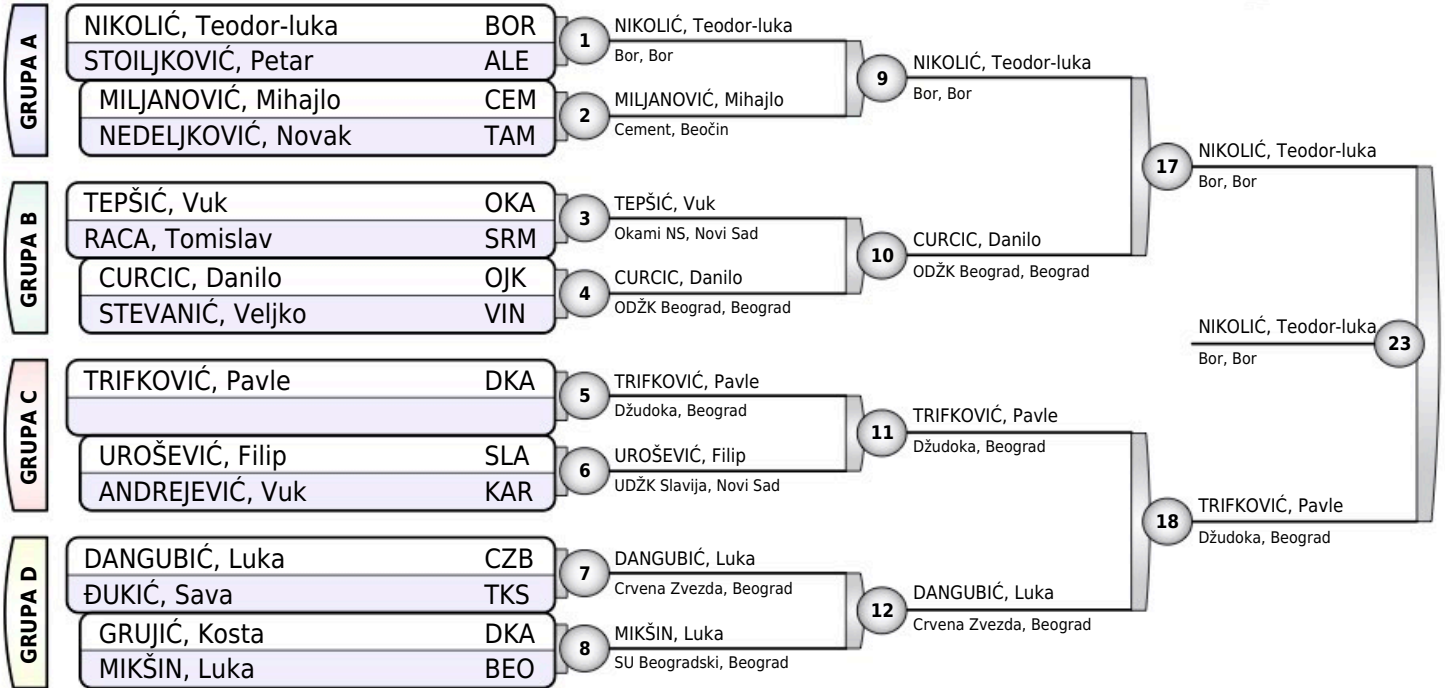 GRUPA A
NIKOLIĆ, Teodor-luka BOR
STOILJKOVIĆ, Petar ALE
MILJANOVIĆ, Mihajlo CEM
NEDELJKOVIĆ, Novak TAM
GRUPA B
TEPŠIĆ, Vuk OKA
RACA, Tomislav SRM
CURCIC, Danilo OJK
STEVANIĆ, Veljko VIN
GRUPA C
TRIFKOVIĆ, Pavle DKA
UROŠEVIĆ, Filip SLA
ANDREJEVIĆ, Vuk KAR
GRUPA D
DANGUBIĆ, Luka CZB
ĐUKIĆ, Sava TKS
GRUJIĆ, Kosta DKA
MIKŠIN, Luka BEO
1
NIKOLIĆ, Teodor-luka
Bor, Bor
2
MILJANOVIĆ, Mihajlo
Cement, Beočin
3
TEPŠIĆ, Vuk
Okami NS, Novi Sad
4
CURCIC, Danilo
ODŽK Beograd, Beograd
5
TRIFKOVIĆ, Pavle
Džudoka, Beograd
6
UROŠEVIĆ, Filip
UDŽK Slavija, Novi Sad
7
DANGUBIĆ, Luka
Crvena Zvezda, Beograd
8
MIKŠIN, Luka
SU Beogradski, Beograd
9
NIKOLIĆ, Teodor-luka
Bor, Bor
10
CURCIC, Danilo
ODŽK Beograd, Beograd
11
TRIFKOVIĆ, Pavle
Džudoka, Beograd
12
DANGUBIĆ, Luka
Crvena Zvezda, Beograd
17
NIKOLIĆ, Teodor-luka
Bor, Bor
18
TRIFKOVIĆ, Pavle
Džudoka, Beograd
NIKOLIĆ, Teodor-luka
Bor, Bor
23